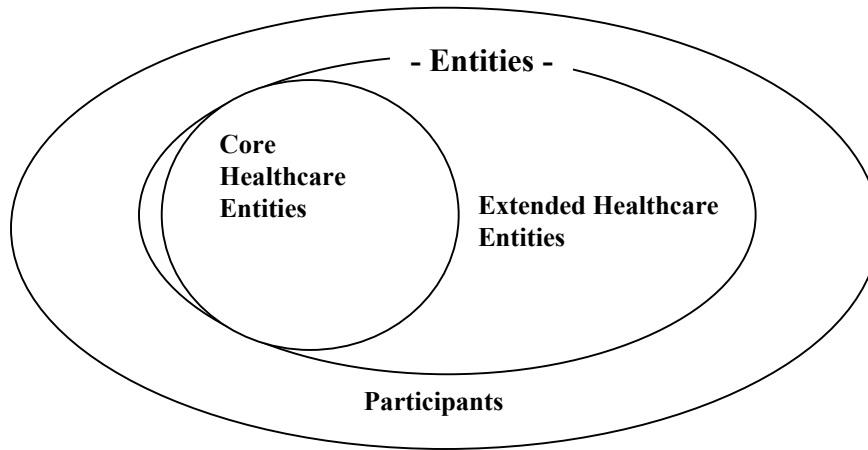 - Entities -
Core
Healthcare
Entities
Extended Healthcare
Entities
Participants